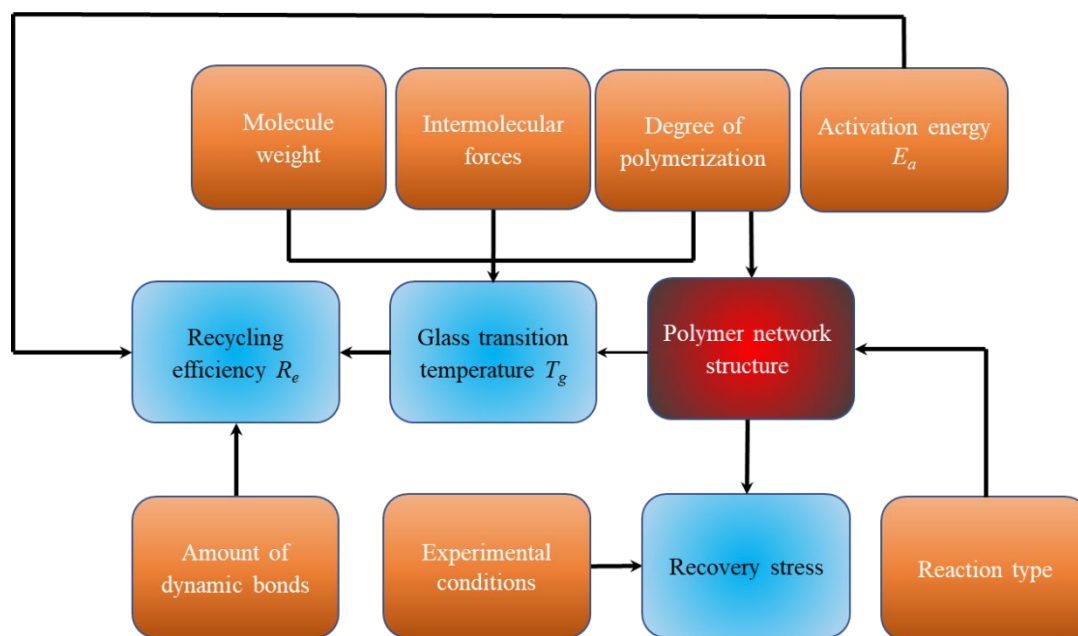 Molecule
weight
Intermolecular
forces
Degree of
polymerization
Activation energy
Eₐ
Recycling
efficiency Rₑ
Glass transition
temperature T_g
Polymer network
structure
Amount of
dynamic bonds
Experimental
conditions
Recovery stress
Reaction type